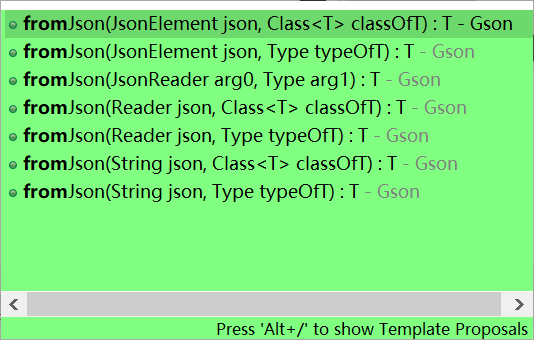 fromJson(JsonElement json, Class<T> classOfT) : T - Gson
fromJson(JsonElement json, Type typeOfT) : T - Gson
fromJson(JsonReader arg0, Type arg1) : T - Gson
fromJson(Reader json, Class<T> classOfT) : T - Gson
fromJson(Reader json, Type typeOfT) : T - Gson
fromJson(String json, Class<T> classOfT) : T - Gson
fromJson(String json, Type typeOfT) : T - Gson
Press 'Alt+/' to show Template Proposals